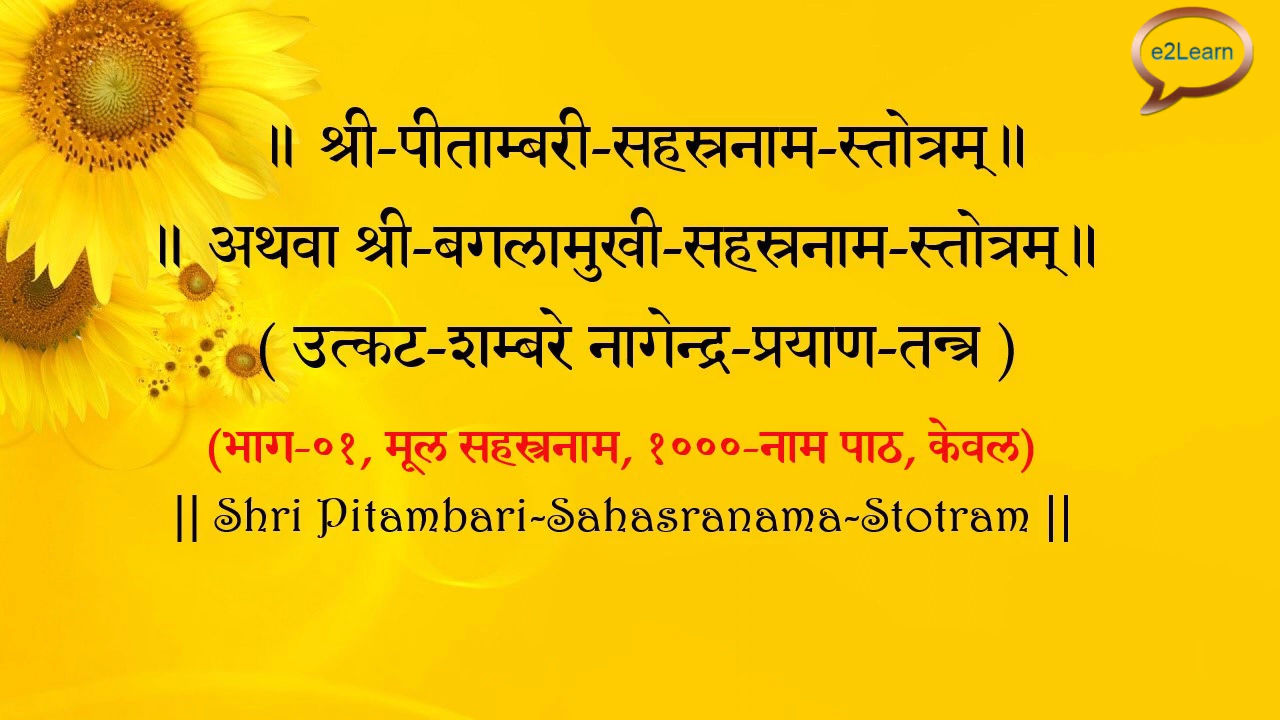 e2Learn
॥ श्री-पीताम्बरी-सहस्रनाम-स्तोत्रम्॥
॥ अथवा श्री-बगलामुखी-सहस्रनाम-स्तोत्रम्॥
( उत्कट-शम्बरे नागेन्द्र-प्रयाण-तन्त्र )
(भाग-०१, मूल सहस्त्रनाम, १०००-नाम पाठ, केवल)
|| Shri Pitambari-Sahasranama-Stotram ||